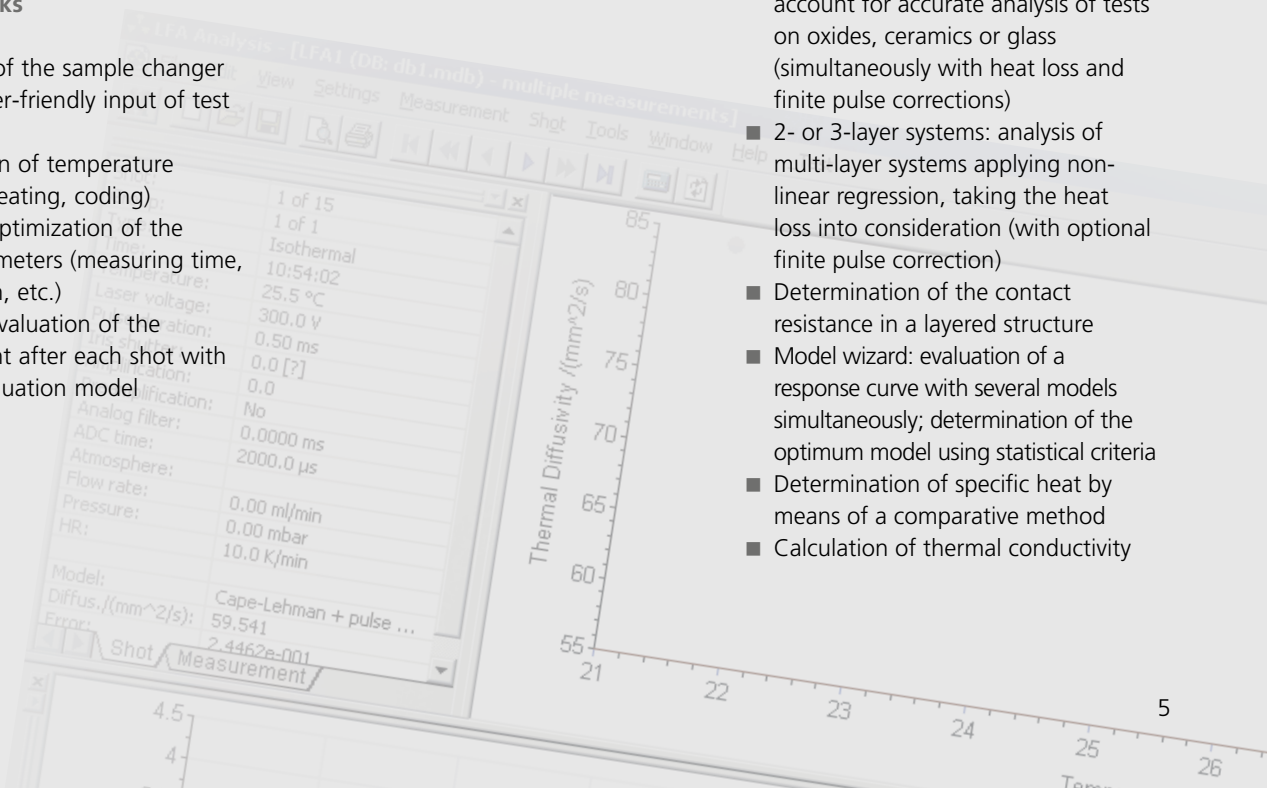 ks
of the sample changer
er-friendly input of test
n of temperature
eating, coding)
ptimization of the
meters (measuring time,
n, etc.)
valuation of the
nt after each shot with
uation model
account for accurate analysis of tests
on oxides, ceramics or glass
(simultaneously with heat loss and
finite pulse corrections)
■ 2- or 3-layer systems: analysis of
multi-layer systems applying non-
linear regression, taking the heat
loss into consideration (with optional
finite pulse correction)
■ Determination of the contact
resistance in a layered structure
■ Model wizard: evaluation of a
response curve with several models
simultaneously; determination of the
optimum model using statistical criteria
■ Determination of specific heat by
means of a comparative method
■ Calculation of thermal conductivity
LFA Analysis - [LFA1 (DB: db1.mdb) - multiple measurements]
View Settings Measurement Shot Tools Window Help
1 of 15
1 of 1
Isothermal
Time: 10:54:02
Temperature: 25.5 °C
Laser voltage: 300.0 V
0.50 ms
Iris shutter: 0.0 [?]
0.0
No
Analog filter: 0.0000 ms
ADC time: 2000.0 µs
Atmosphere:
Flow rate: 0.00 ml/min
Pressure: 0.00 mbar
HR: 10.0 K/min
Model: Cape-Lehman + pulse ...
Diffus./(mm^2/s): 59.541
Error: 2.4462e-001
Shot Measurement
Thermal Diffusivity /(mm^2/s)
85
80
75
70
65
60
55
21 22 23 24 25 26
Temp
4.5
4
5